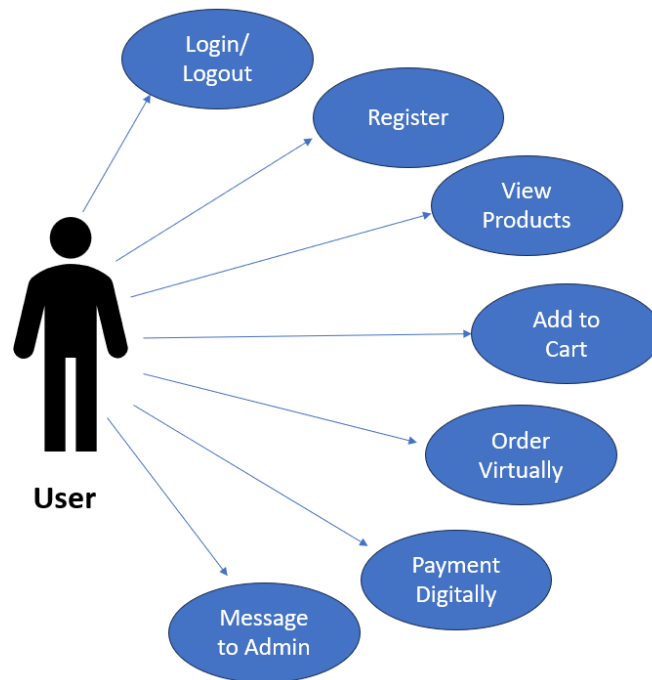 Login/
Logout
Register
View
Products
Add to
Cart
Order
Virtually
User
Payment
Digitally
Message
to Admin